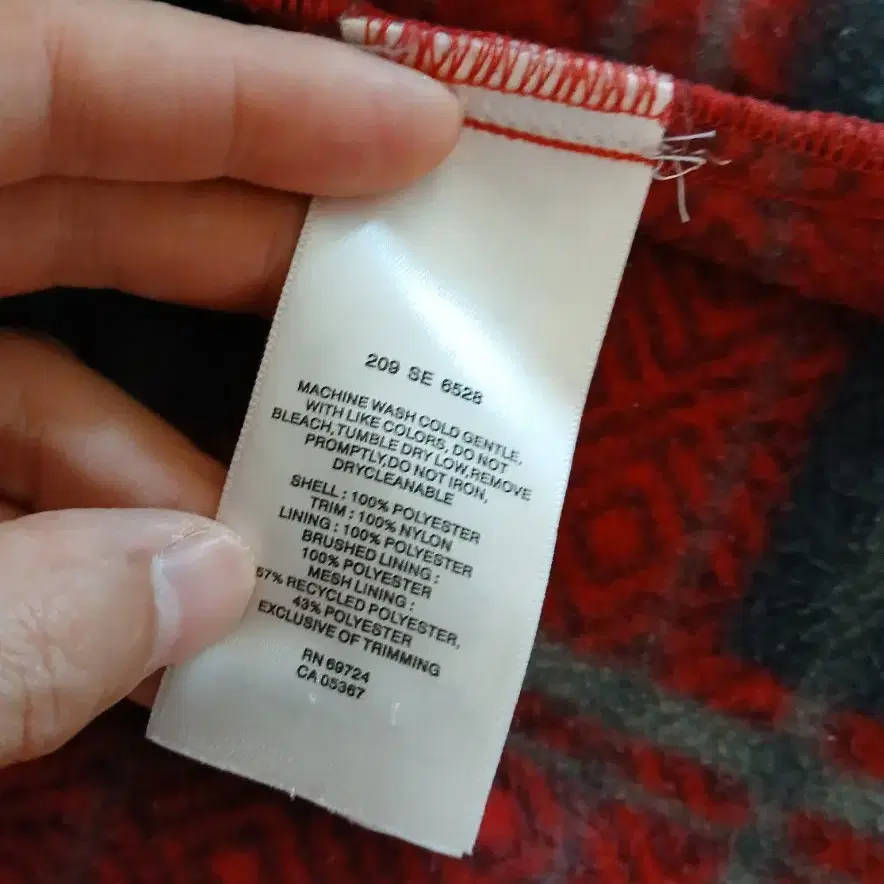 209 SE 6528
MACHINE WASH COLD GENTLE,
WITH LIKE COLORS, DO NOT
BLEACH,TUMBLE DRY LOW,REMOVE
PROMPTLY,DO NOT IRON,
DRYCLEANABLE
SHELL : 100% POLYESTER
TRIM : 100% NYLON
LINING : 100% POLYESTER
BRUSHED LINING :
100% POLYESTER
MESH LINING :
57% RECYCLED POLYESTER,
43% POLYESTER
EXCLUSIVE OF TRIMMING
RN 69724
CA 05367